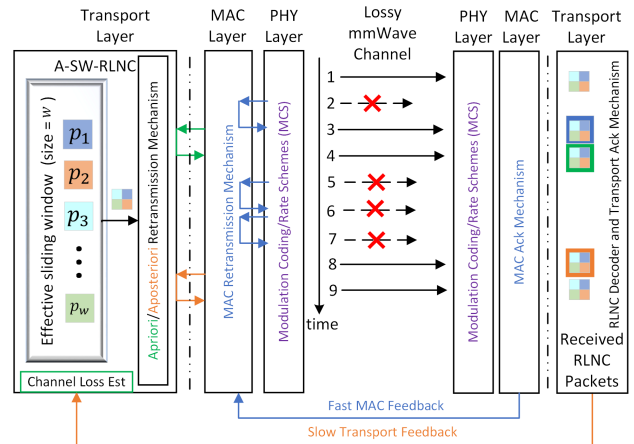 Transport
Layer
MAC
Layer
PHY
Layer
Lossy
mmWave
Channel
PHY
Layer
MAC
Layer
Transport
Layer
A-SW-RLNC
Effective sliding window (size = w)
p1
p2
p3
pw
Apriori/Aposteriori Retransmission Mechanism
Channel Loss Est
MAC Retransmission Mechanism
Modulation Coding/Rate Schemes (MCS)
1
2
3
4
5
6
7
8
9
time
Modulation Coding/Rate Schemes (MCS)
MAC Ack Mechanism
RLNC Decoder and Transport Ack Mechanism
Received
RLNC
Packets
Fast MAC Feedback
Slow Transport Feedback